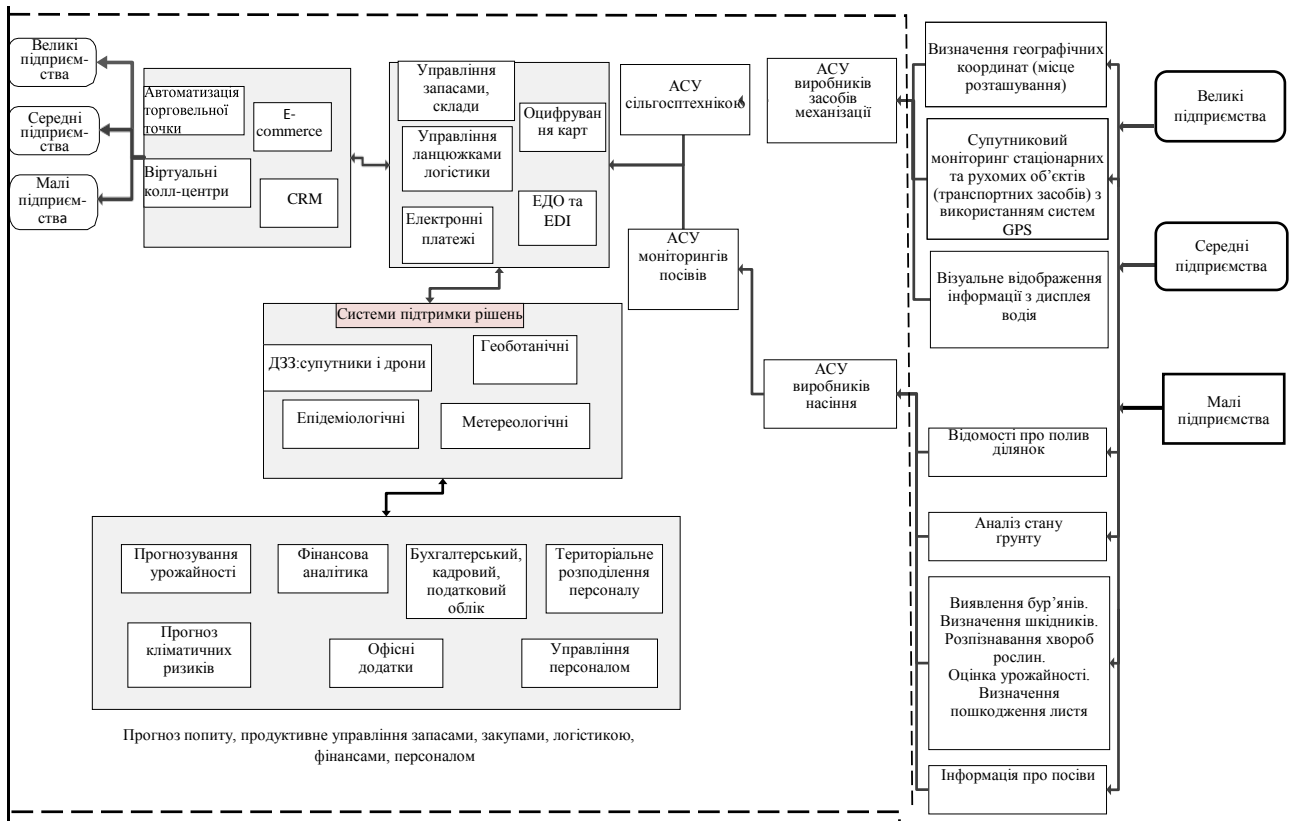 Великі
підприєм-
ства
Середні
підприєм-
ства
Малі
підприєм-
ства
Автоматизація
торговельної
точки
E-
commerce
Віртуальні
колл-центри
CRM
Управління
запасами,
склади
Оцифруван
ня карт
Управління
ланцюжками
логістики
Електронні
платежі
ЕДО та
EDI
АСУ
сільгосптехнікою
АСУ
виробників
засобів
механізації
АСУ
моніторингів
посівів
АСУ
виробників
насіння
Системи підтримки рішень
ДЗЗ:супутники і дрони
Геоботанічні
Епідеміологічні
Метереологічні
Прогнозування
урожайності
Фінансова
аналітика
Бухгалтерський,
кадровий,
податковий
облік
Територіальне
розподілення
персоналу
Прогноз
кліматичних
ризиків
Офісні
додатки
Управління
персоналом
Прогноз попиту, продуктивне управління запасами, закупами, логістикою,
фінансами, персоналом
Визначення географічних
координат (місце
розташування)
Супутниковий
моніторинг стаціонарних
та рухомих об’єктів
(транспортних засобів) з
використанням систем
GPS
Візуальне відображення
інформації з дисплея
водія
Відомості про полив
ділянок
Аналіз стану
ґрунту
Виявлення бур’янів.
Визначення шкідників.
Розпізнавання хвороб
рослин.
Оцінка урожайності.
Визначення
пошкодження листя
Інформація про посіви
Великі
підприємства
Середні
підприємства
Малі
підприємства